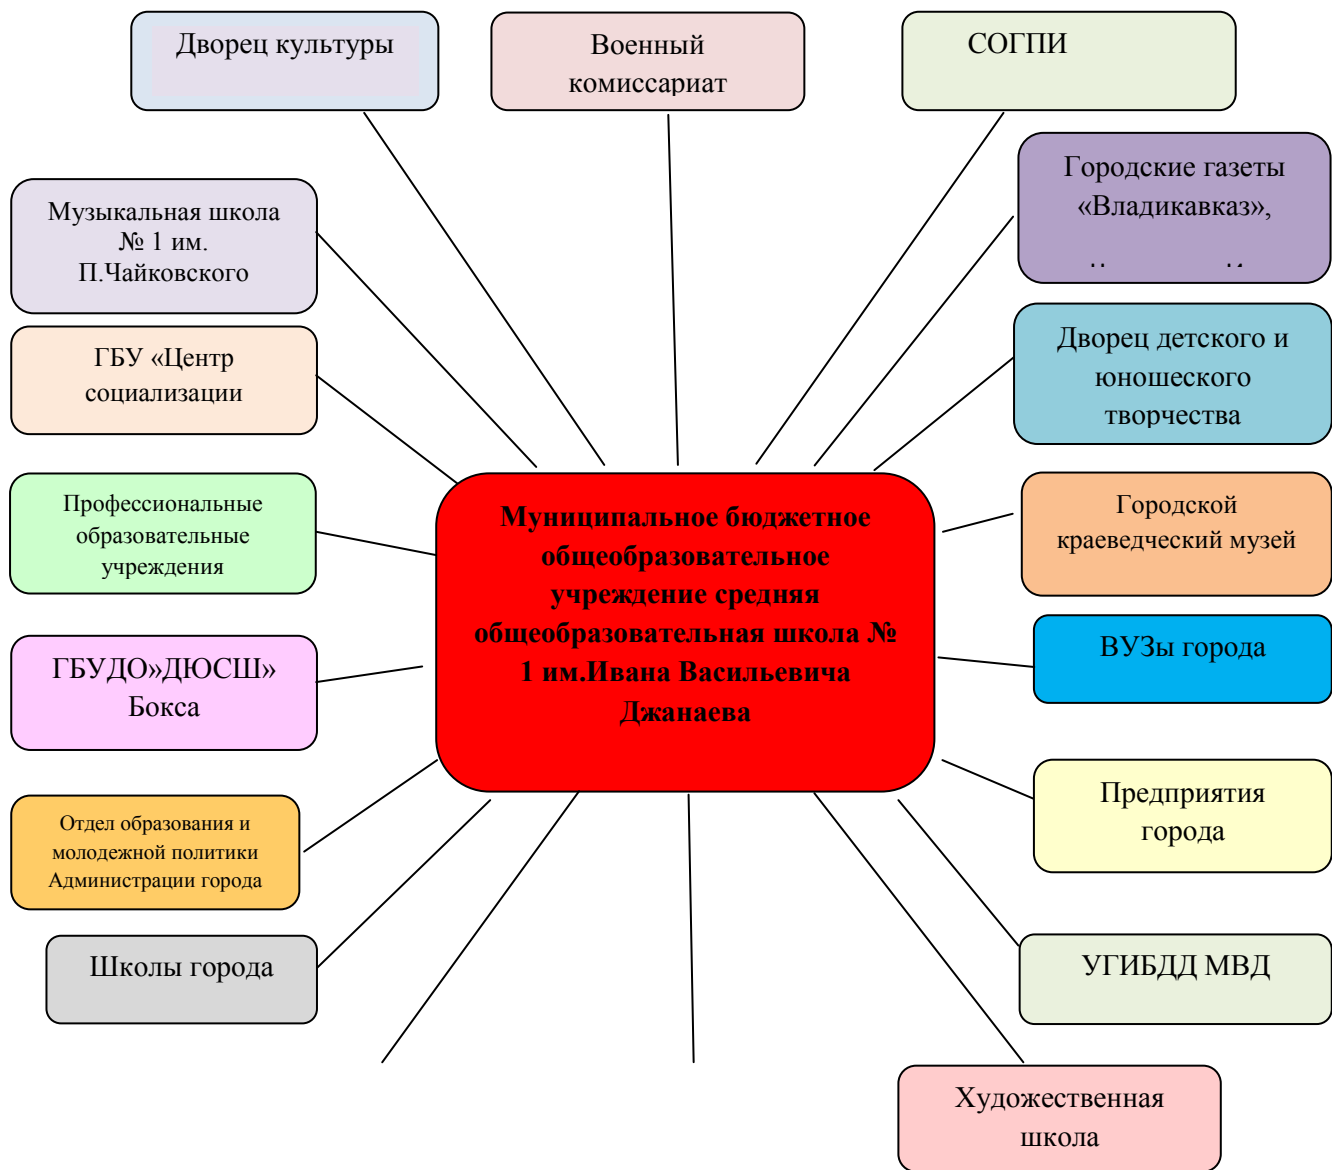 Дворец культуры
Военный
комиссариат
СОГПИ
Городские газеты
«Владикавказ»,
Музыкальная школа
№ 1 им.
П.Чайковского
ГБУ «Центр
социализации
Дворец детского и
юношеского
творчества
Профессиональные
образовательные
учреждения
Муниципальное бюджетное
общеобразовательное
учреждение средняя
общеобразовательная школа №
1 им.Ивана Васильевича
Джанаева
Городской
краеведческий музей
ГБУДО»ДЮСШ»
Бокса
ВУЗы города
Отдел образования и
молодежной политики
Администрации города
Предприятия
города
Школы города
УГИБДД МВД
Художественная
школа